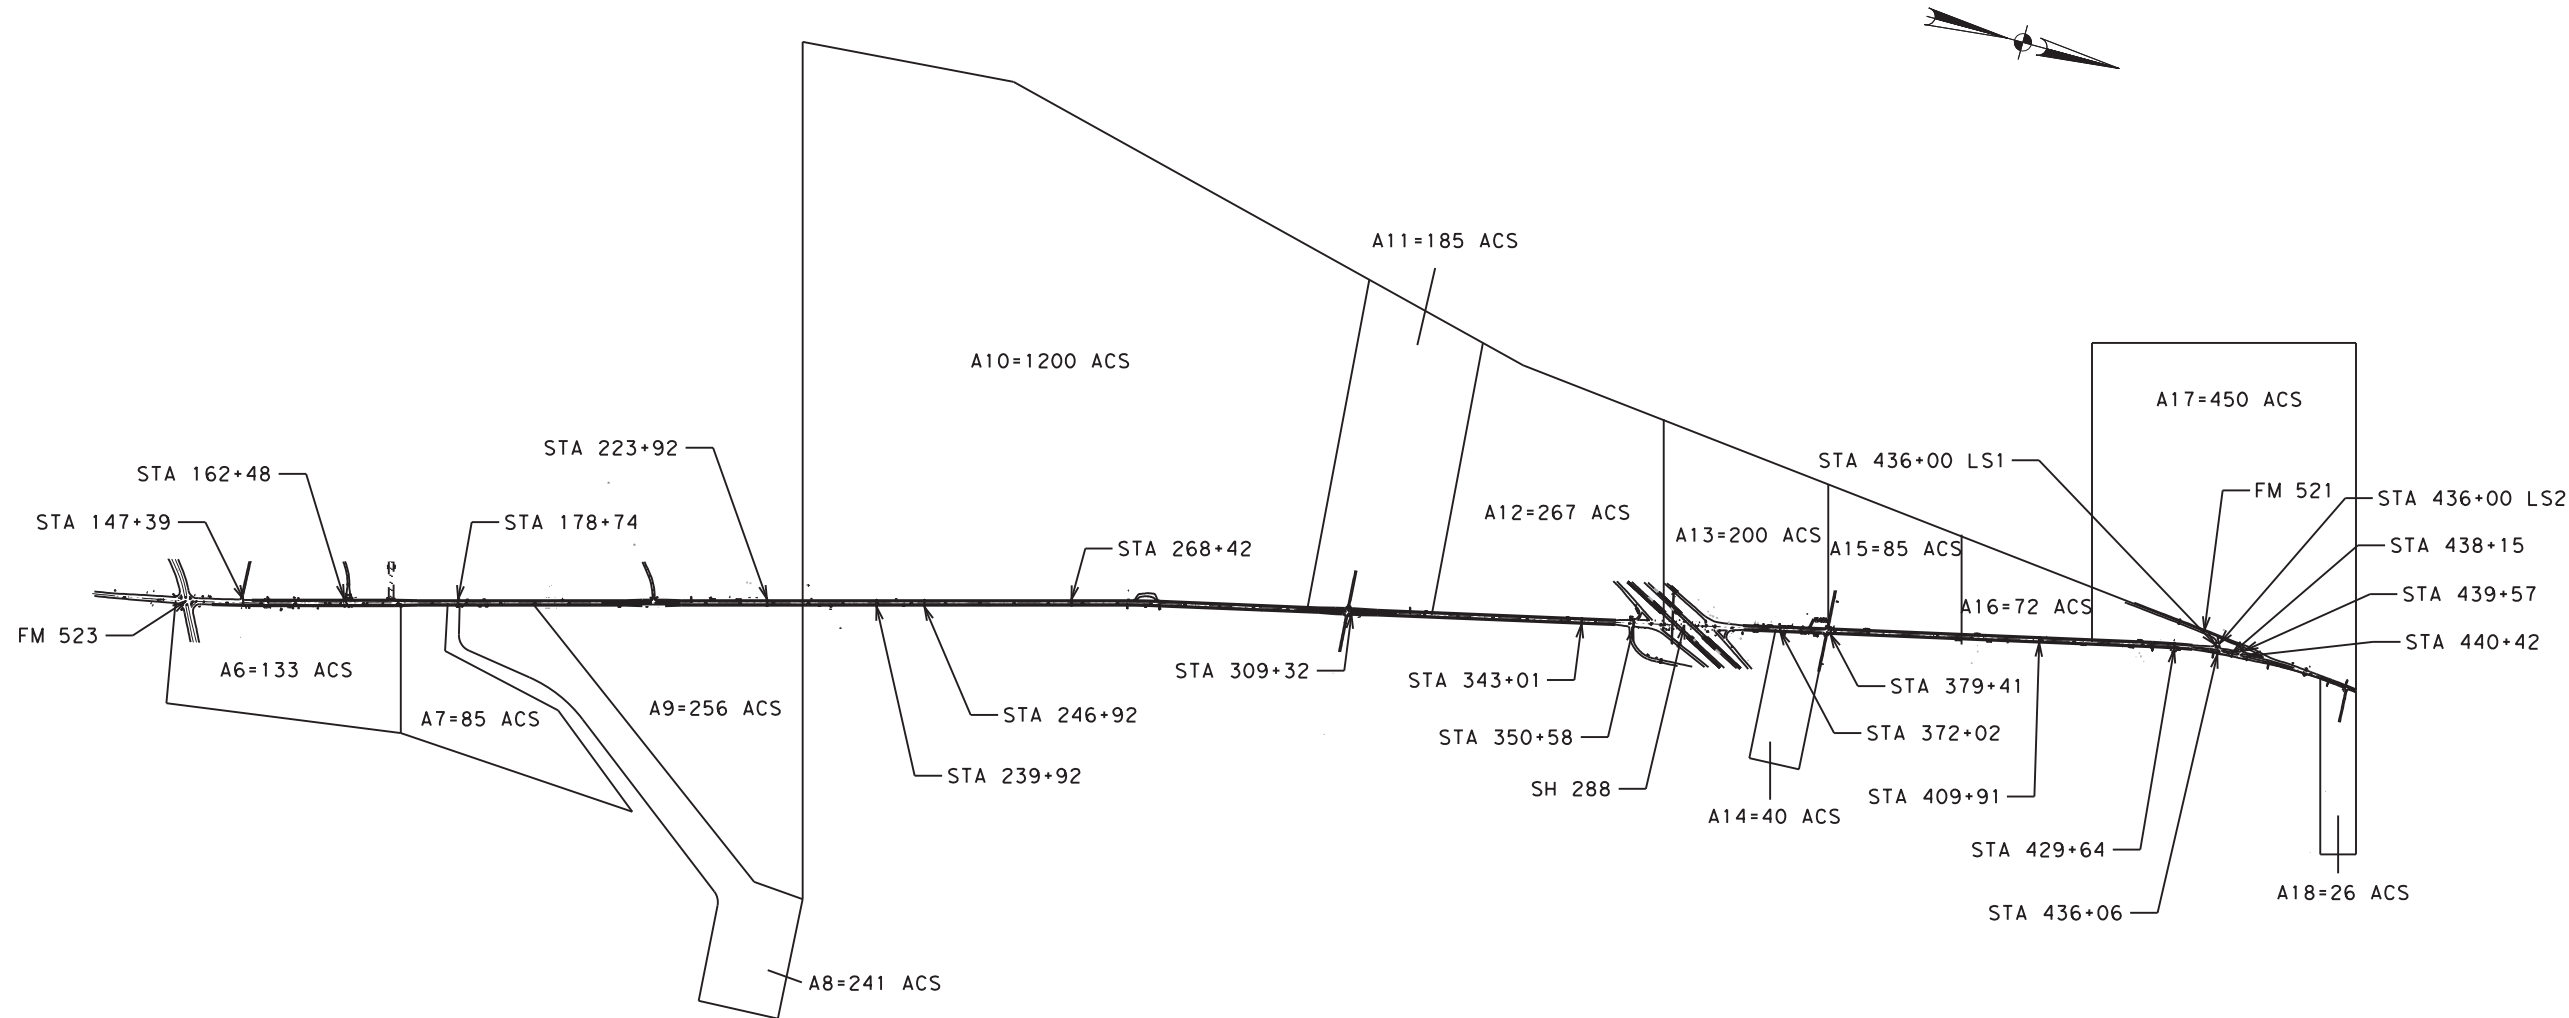 A11=185 ACS
A10=1200 ACS
A17=450 ACS
STA 223+92
STA 436+00 LS1
STA 162+48
FM 521
STA 436+00 LS2
A12=267 ACS
STA 147+39
STA 178+74
A13=200 ACS
STA 268+42
A15=85 ACS
STA 438+15
STA 439+57
A16=72 ACS
FM 523
STA 440+42
A6=133 ACS
STA 309+32
STA 343+01
STA 379+41
A9=256 ACS
STA 246+92
A7=85 ACS
STA 350+58
STA 372+02
STA 239+92
SH 288
STA 409+91
A14=40 ACS
STA 429+64
A18=26 ACS
STA 436+06
A8=241 ACS